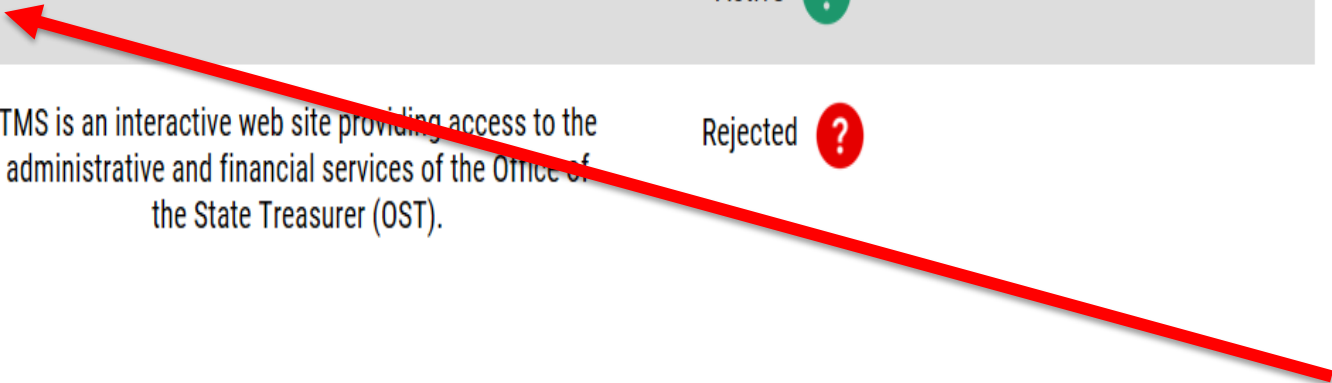 TMS is an interactive web site providing access to the
administrative and financial services of the Office of
the State Treasurer (OST).
Rejected ?